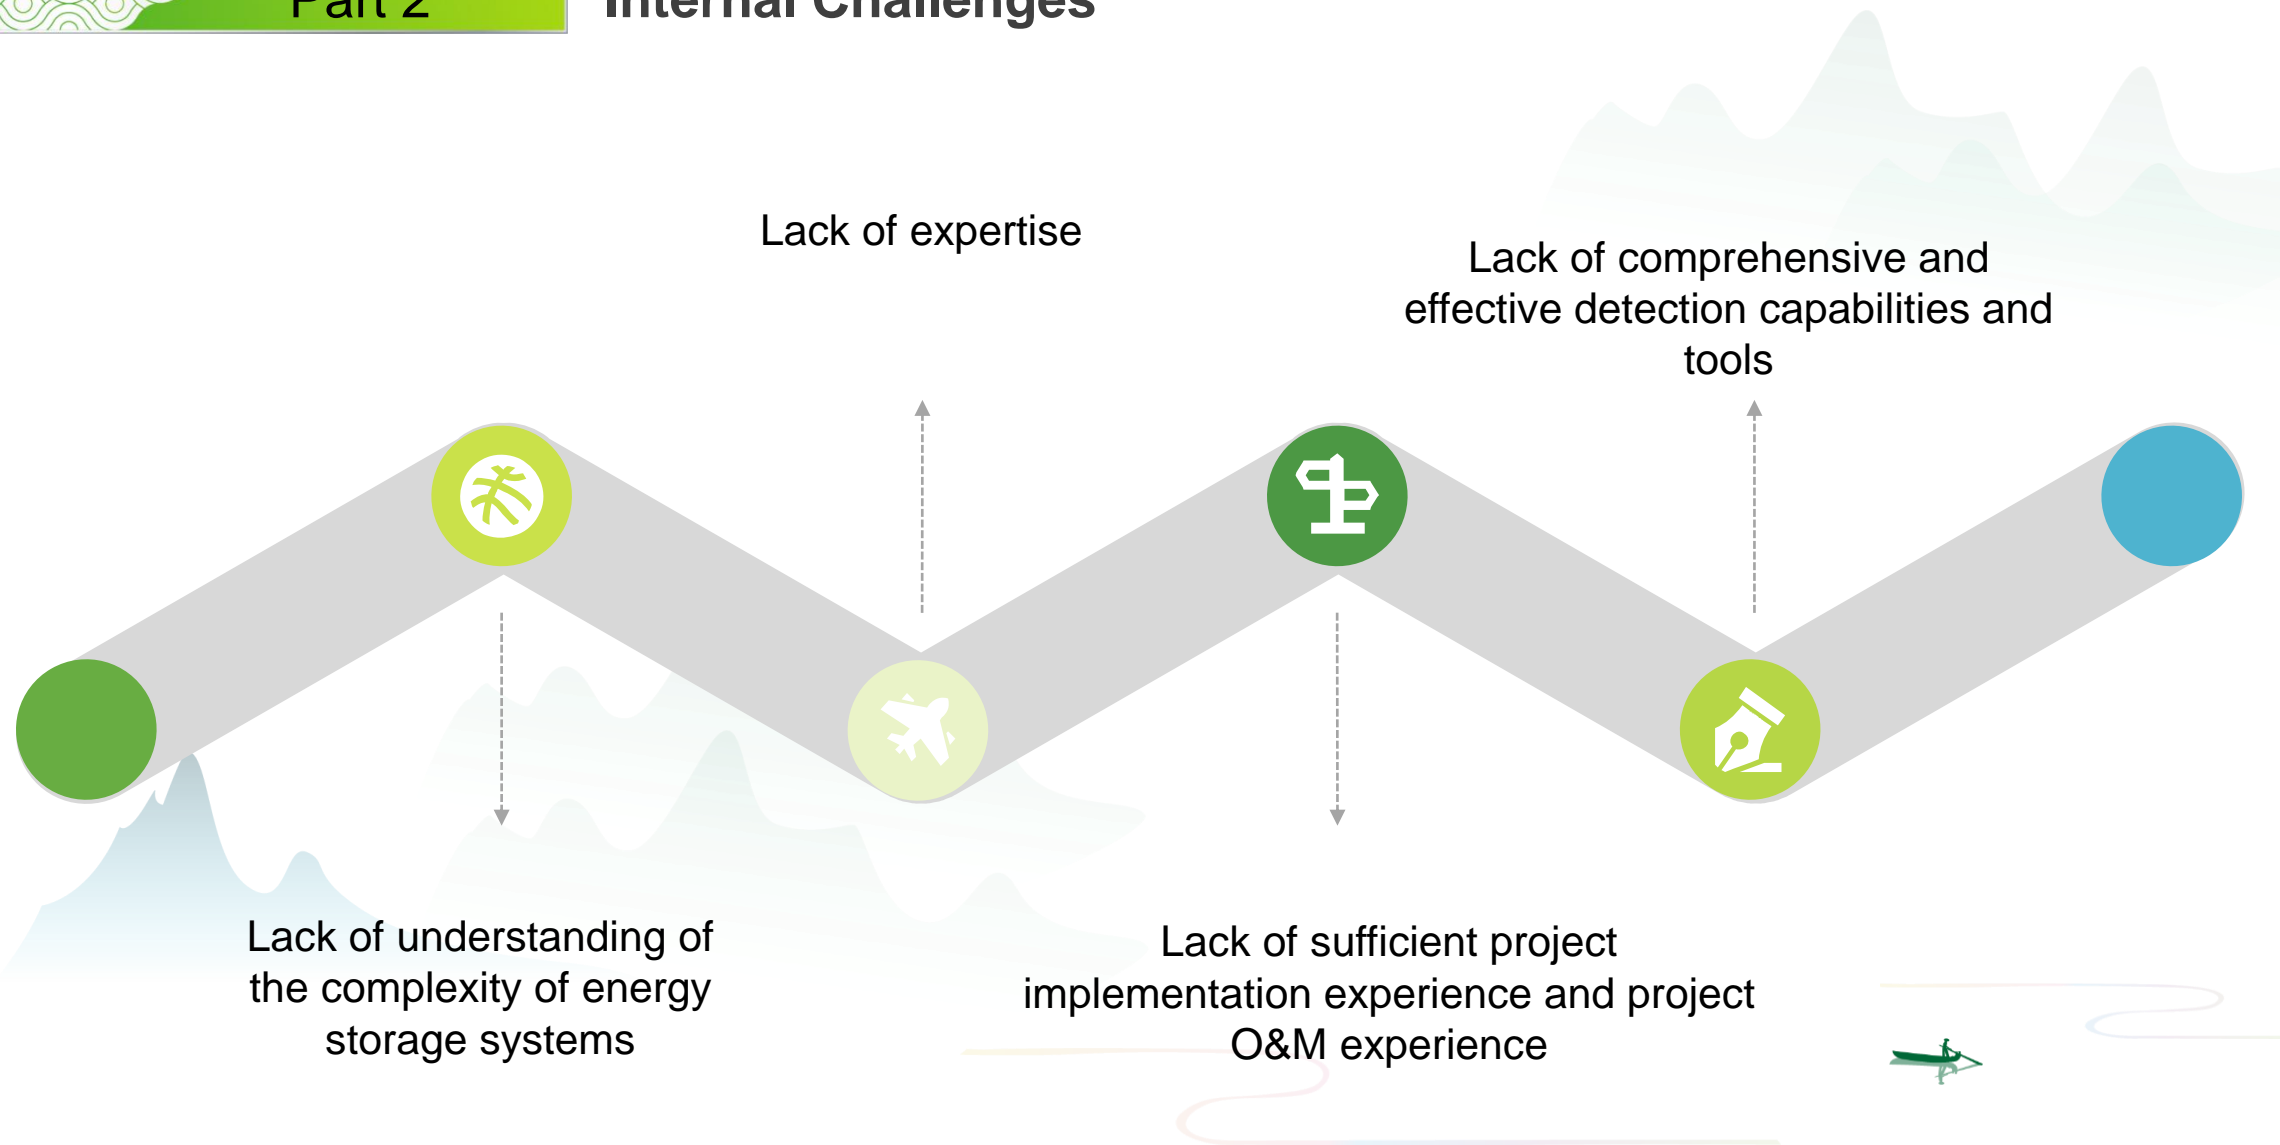 Part 2
Internal Challenges
Lack of expertise
Lack of comprehensive and
effective detection capabilities and
tools
Lack of understanding of
the complexity of energy
storage systems
Lack of sufficient project
implementation experience and project
O&M experience